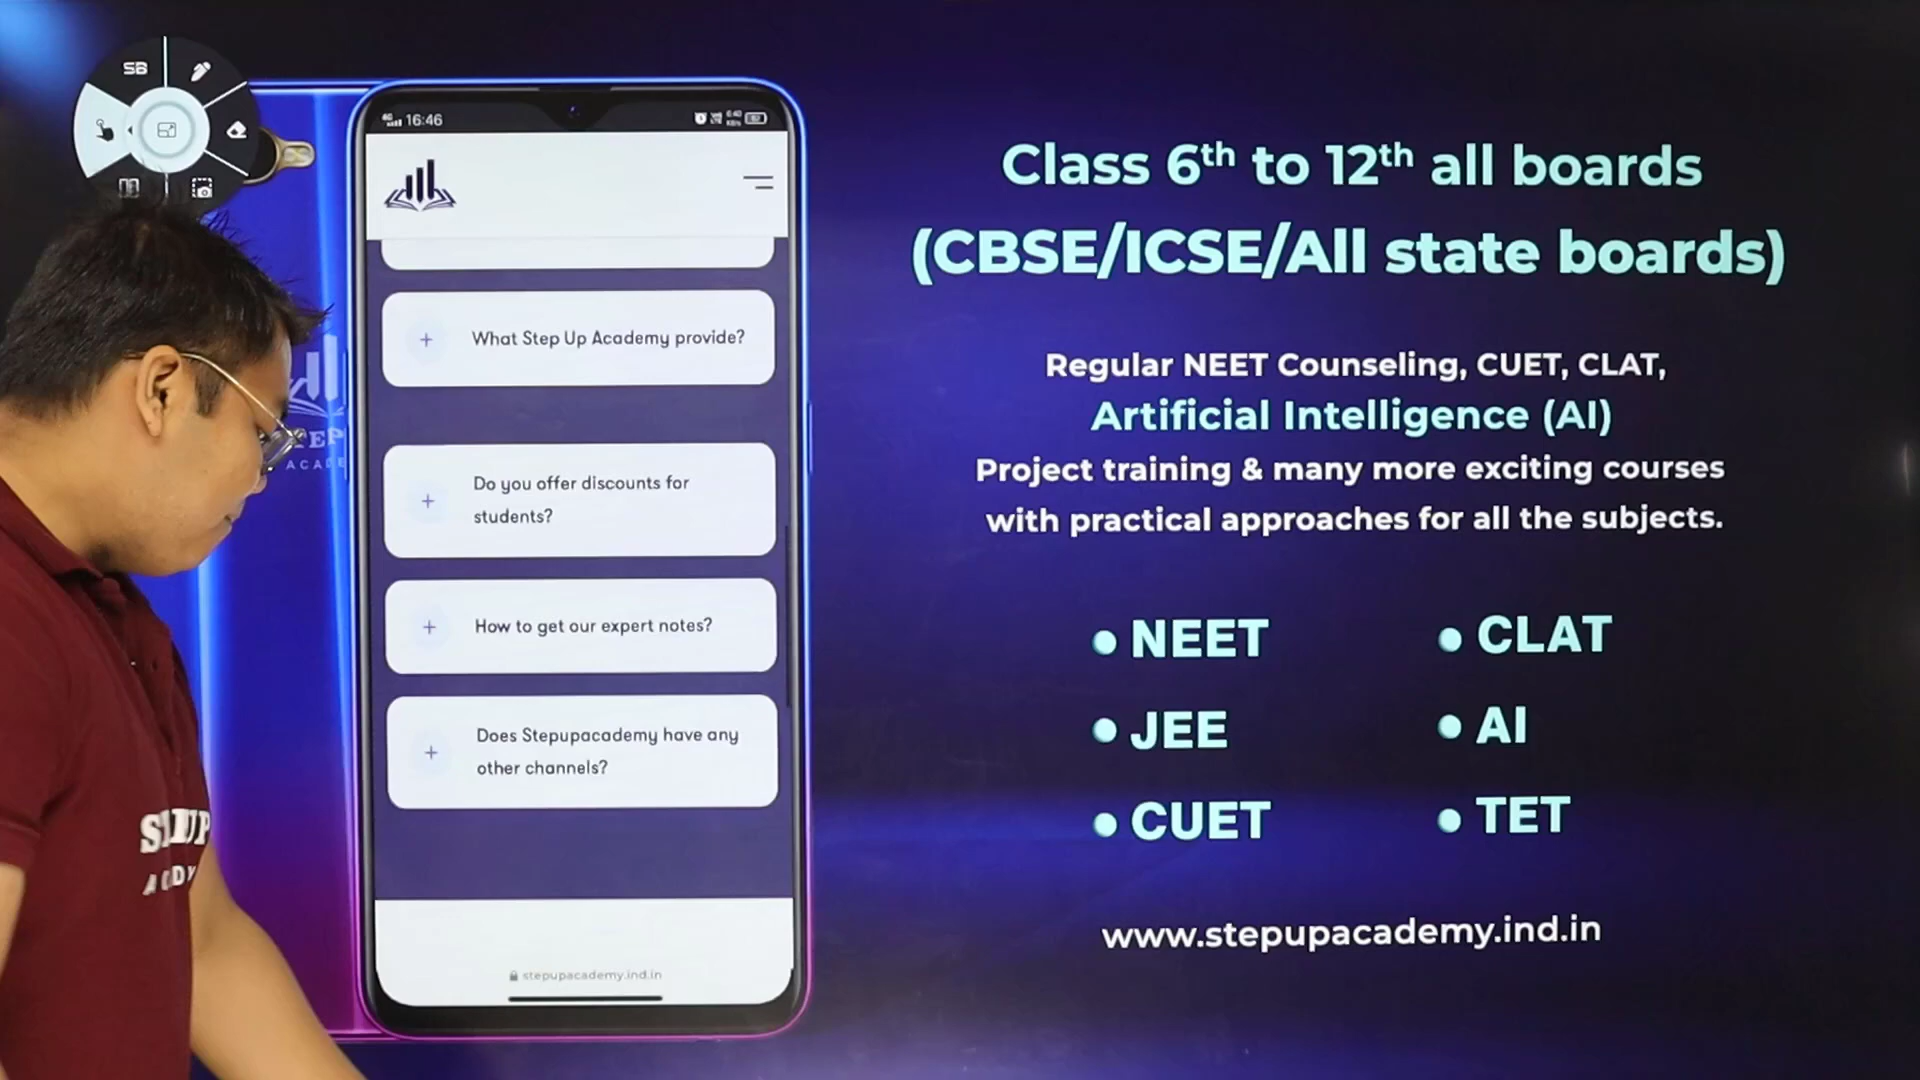 SB
4G 16:46
What Step Up Academy provide?
Do you offer discounts for
students?
How to get our expert notes?
Does Stepupacademy have any
other channels?
stepupacademy.ind.in
Class 6th to 12th all boards
(CBSE/ICSE/All state boards)
Regular NEET Counseling, CUET, CLAT,
Artificial Intelligence (AI)
Project training & many more exciting courses
with practical approaches for all the subjects.
• NEET
• CLAT
• JEE
• AI
• CUET
• TET
www.stepupacademy.ind.in